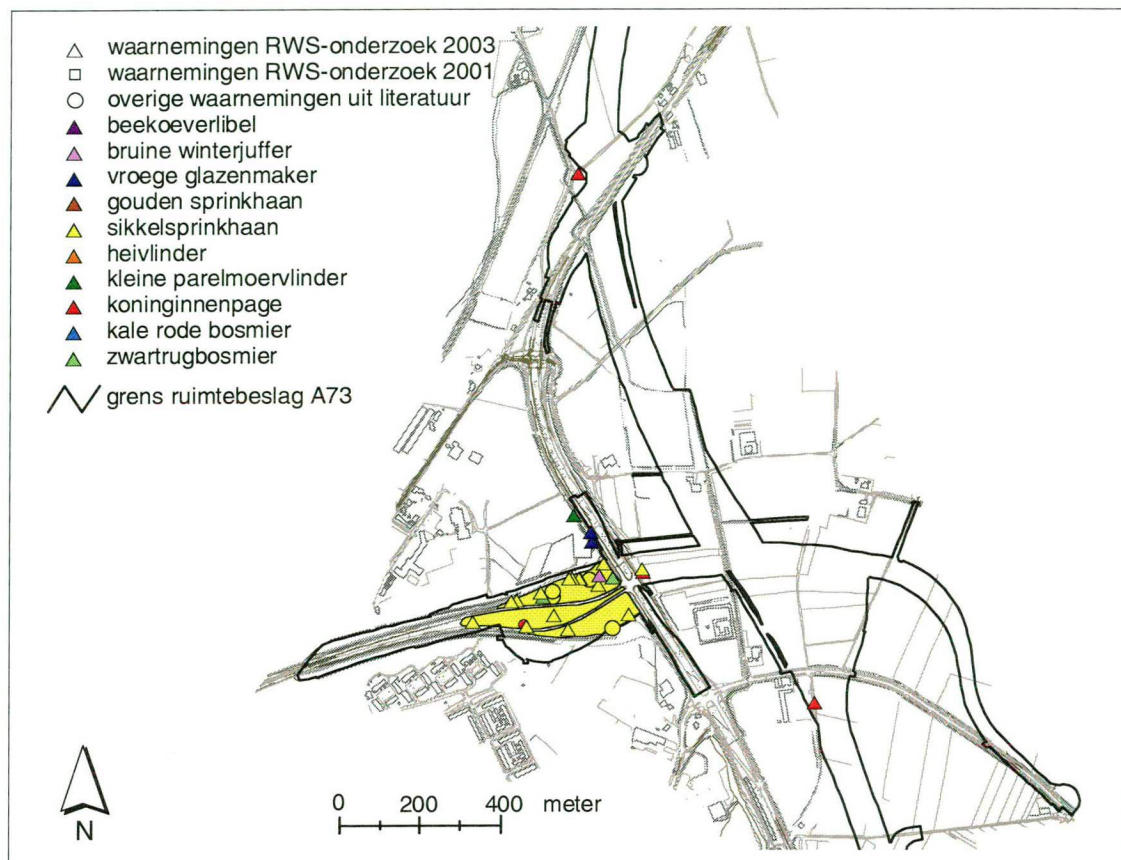 waarnemingen RWS-onderzoek 2003
waarnemingen RWS-onderzoek 2001
overige waarnemingen uit literatuur
beekoeverlibel
bruine winterjuffer
vroege glazenmaker
gouden sprinkhaan
sikkelsprinkhaan
heivlinder
kleine parelmoervlinder
koninginnenpage
kale rode bosmier
zwartrugbosmier
grens ruimtebeslag A73
N
0 200 400 meter